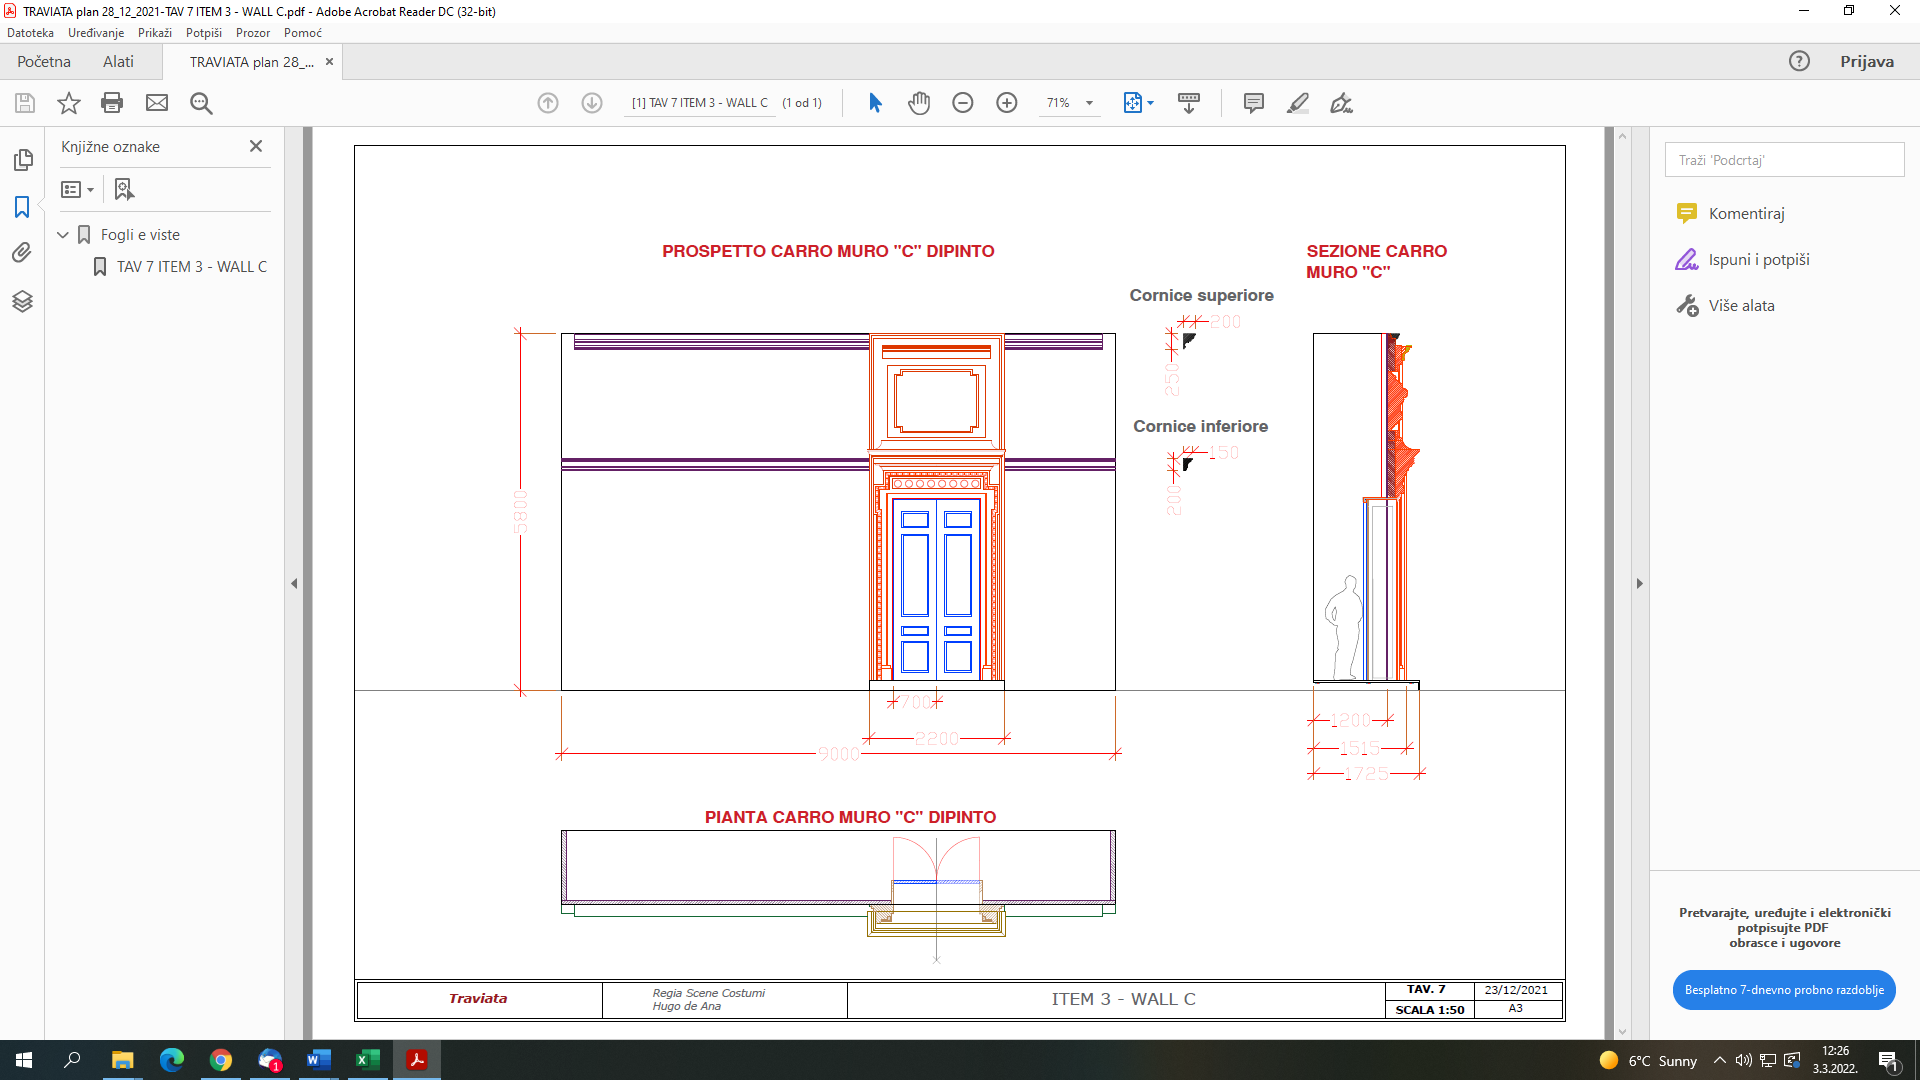 TRAVIATA plan 28_12_2021-TAV 7 ITEM 3 - WALL C.pdf - Adobe Acrobat Reader DC (32-bit)
Datoteka Uređivanje Prikaži Potpiši Prozor Pomoć
Početna Alati TRAVIATA plan 28_... × Prijava
[1] TAV 7 ITEM 3 - WALL C (1 od 1) 71%
Knjižne oznake
Fogli e viste
TAV 7 ITEM 3 - WALL C
PROSPETTO CARRO MURO "C" DIPINTO
SEZIONE CARRO
MURO "C"
Cornice superiore
200
250
Cornice inferiore
150
200
5800
700
2200
9000
1200
1515
1725
PIANTA CARRO MURO "C" DIPINTO
Traviata
Regia Scene Costumi
Hugo de Ana
ITEM 3 - WALL C
TAV. 7
23/12/2021
SCALA 1:50
A3
Traži 'Podcrtaj'
Komentiraj
Ispuni i potpiši
Više alata
Pretvarajte, uređujte i elektronički
potpisujte PDF
obrasce i ugovore
Besplatno 7-dnevno probno razdoblje
1
6°C Sunny
12:26
3.3.2022.
1